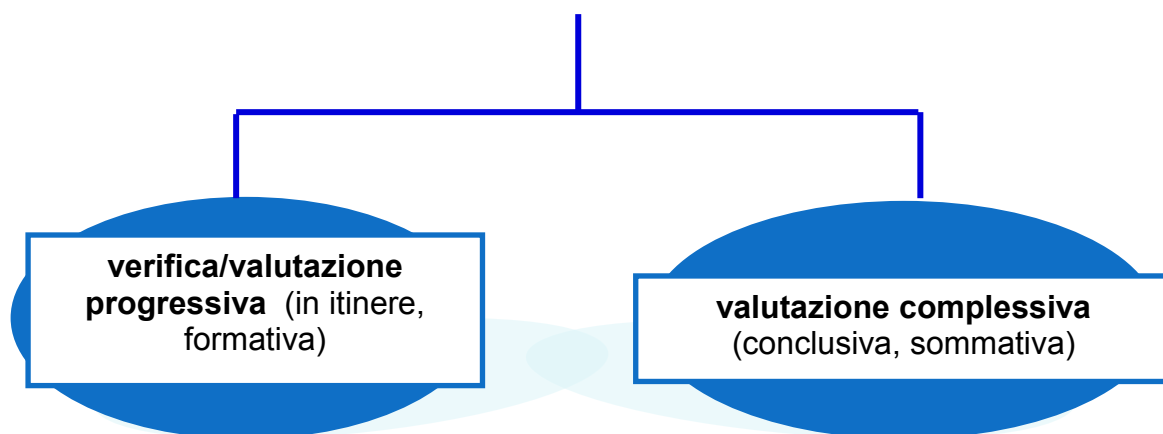 verifica/valutazione
progressiva (in itinere,
formativa)
valutazione complessiva
(conclusiva, sommativa)